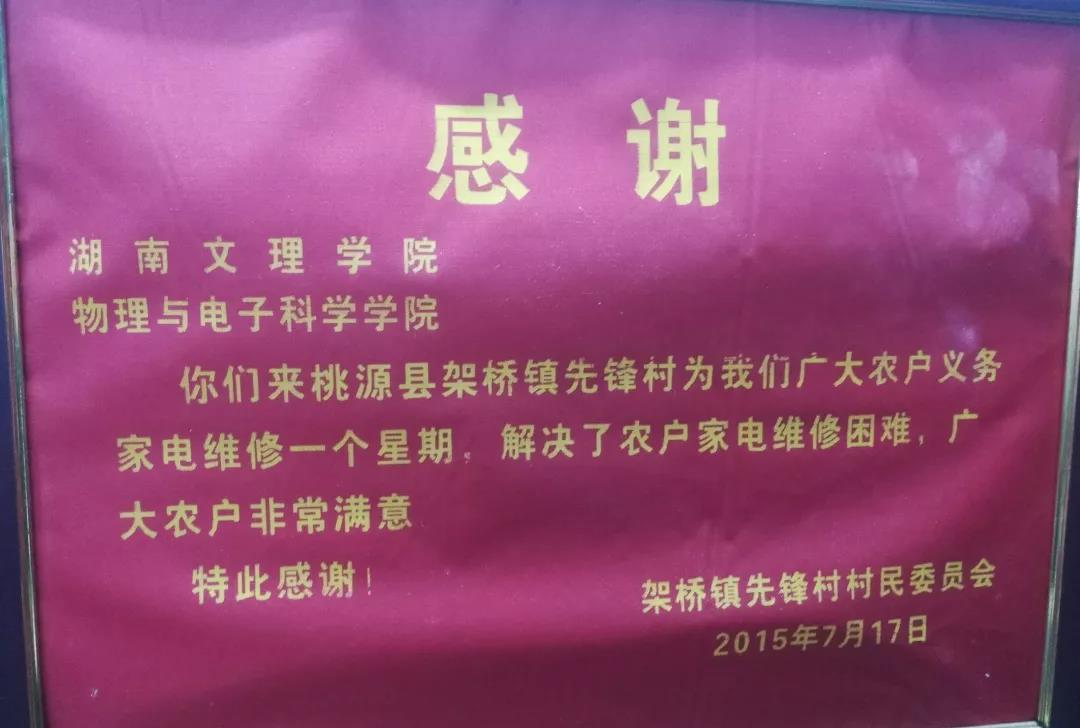 感谢
湖南文理学院
物理与电子科学学院
你们来桃源县架桥镇先锋村为我们广大农户义务
家电维修一个星期，解决了农户家电维修困难，广
大农户非常满意
特此感谢！
架桥镇先锋村村民委员会
2015年7月17日